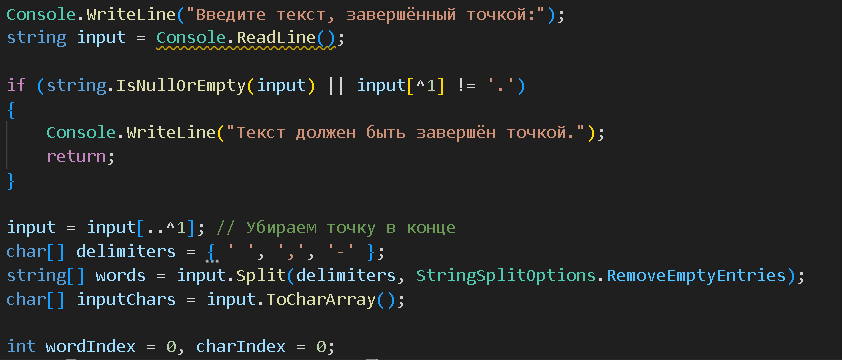 Console.WriteLine("Введите текст, завершённый точкой:");
string input = Console.ReadLine();
if (string.IsNullOrEmpty(input) || input[^1] != '.')
{
    Console.WriteLine("Текст должен быть завершён точкой.");
    return;
}
input = input[..^1]; // Убираем точку в конце
char[] delimiters = { ' ', ',', '-' };
string[] words = input.Split(delimiters, StringSplitOptions.RemoveEmptyEntries);
char[] inputChars = input.ToCharArray();
int wordIndex = 0, charIndex = 0;